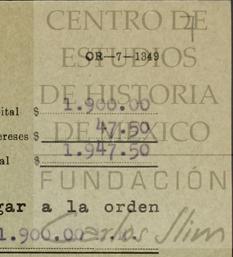 CENTRO DE
ESTUDIOS
OR-7-1349
DE HISTORIA
ital $ 1.900.00
DE MÉXICO
ereses $ 47.50
al $ 1.947.50
FUNDACIÓN
gar a la orden
Carlos Slim
1.900.00